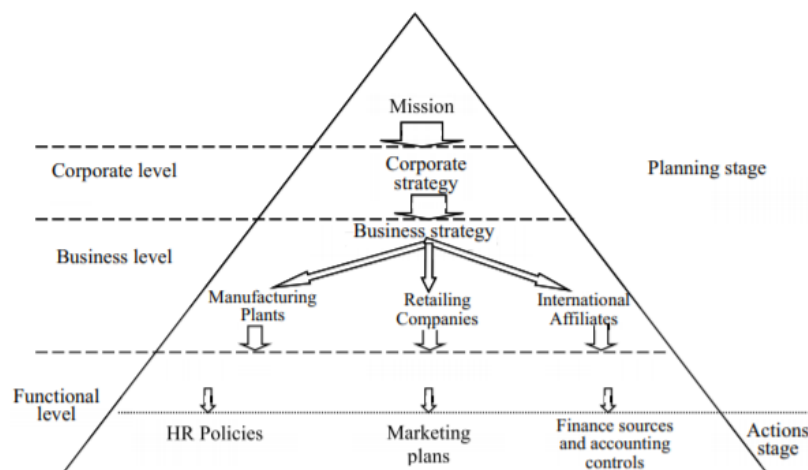 Mission
Corporate level
Corporate
strategy
Planning stage
Business strategy
Business level
Manufacturing
Plants
Retailing
Companies
International
Affiliates
Functional
level
HR Policies
Marketing
plans
Finance sources
and accounting
controls
Actions
stage